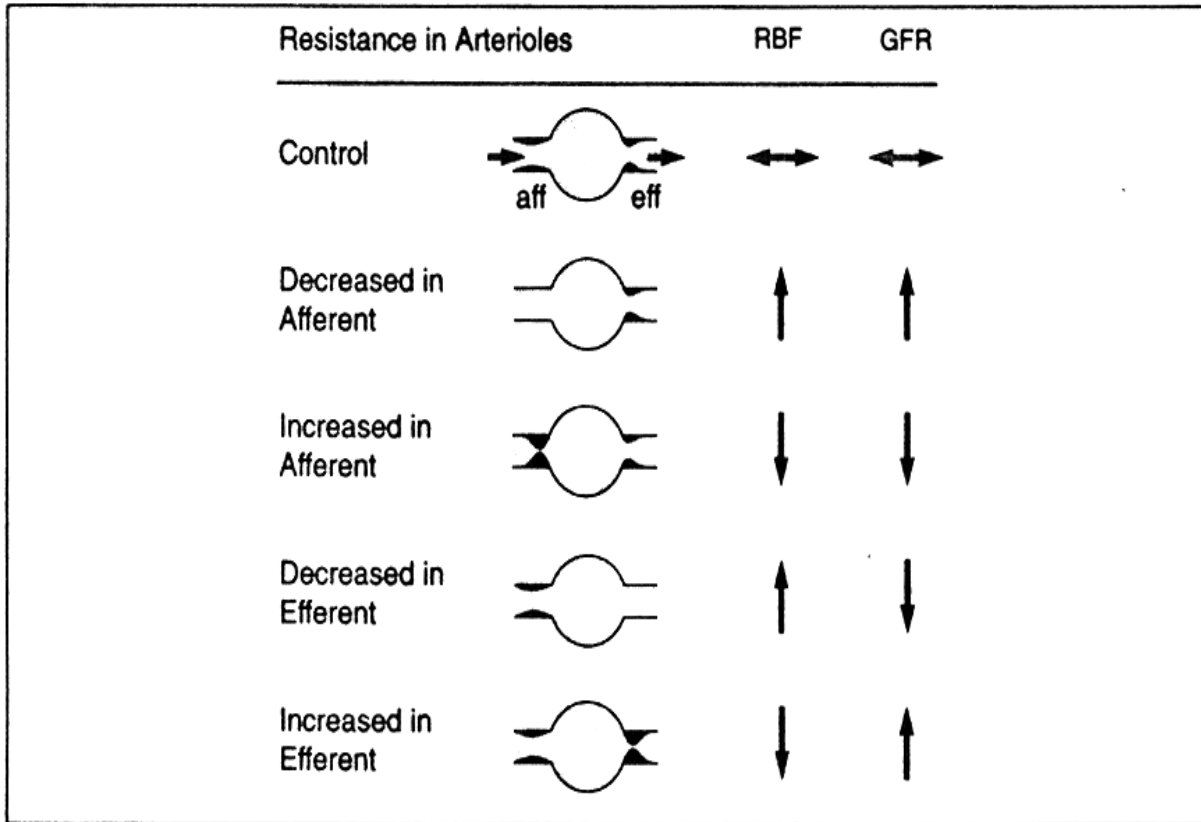 Resistance in Arterioles RBF GFR
Control
aff eff
Decreased in
Afferent
Increased in
Afferent
Decreased in
Efferent
Increased in
Efferent